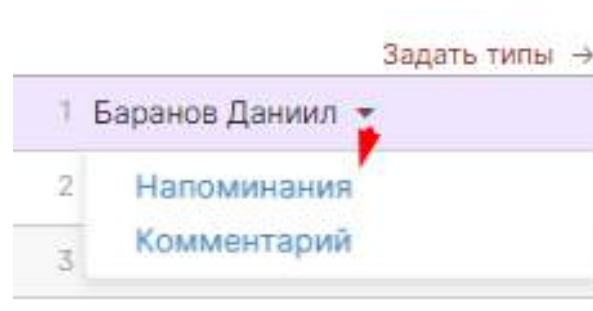 Задать типы →
1 Баранов Даниил
2 Напоминания
Комментарий
3